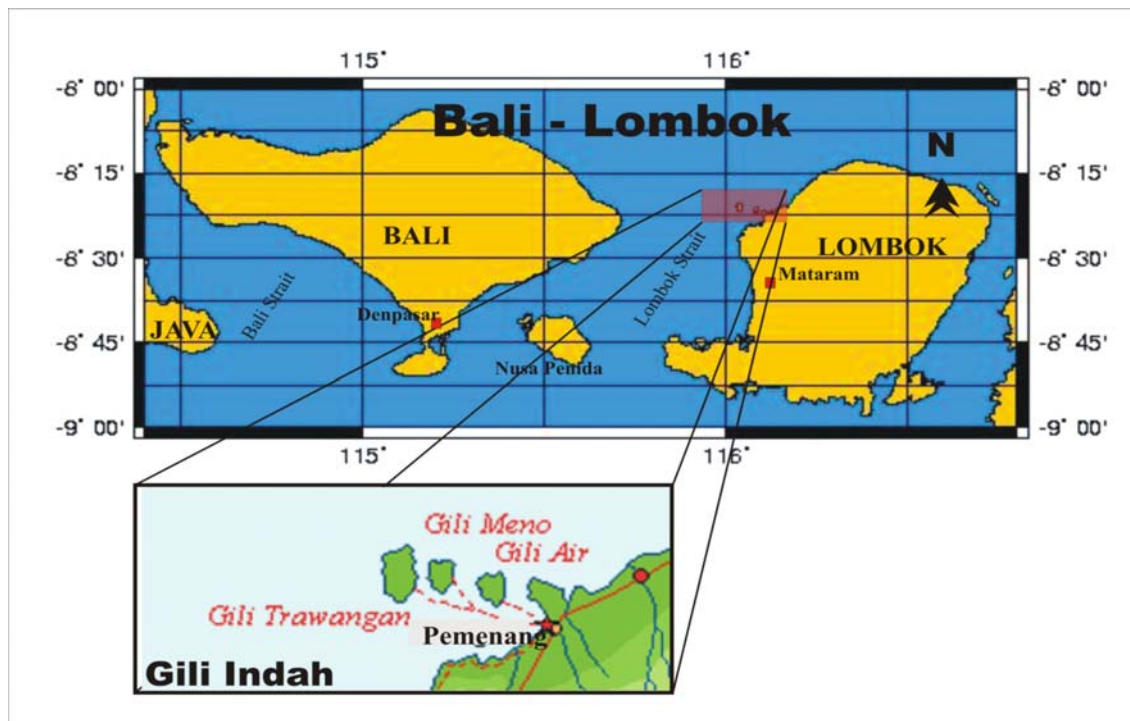 115° 116°
-8° 00' -8° 00'
Bali - Lombok
N
-8° 15' -8° 15'
BALI
LOMBOK
-8° 30' -8° 30'
Mataram
Lombok Strait
Bali Strait
Denpasar
JAVA
-8° 45' -8° 45'
Nusa Penida
-9° 00' -9° 00'
115° 116°
Gili Meno
Gili Air
Gili Trawangan
Pemenang
Gili Indah